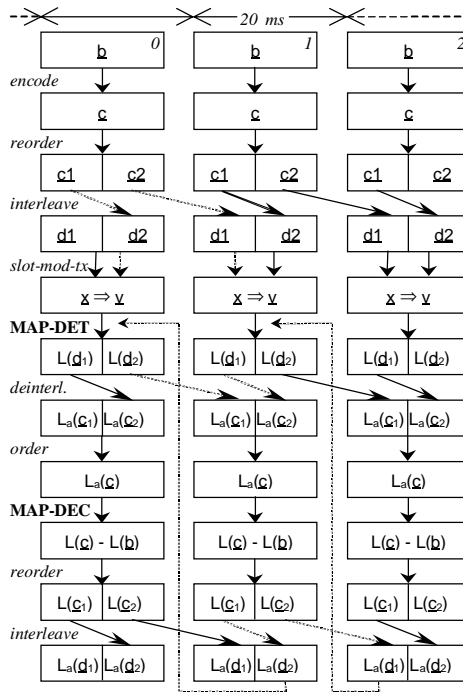 20 ms
0 1 2
b b b
encode
c c c
reorder
c1 c2 c1 c2 c1 c2
interleave
d1 d2 d1 d2 d1 d2
slot-mod-tx
x ⇒ v x ⇒ v x ⇒ v
MAP-DET
L(d1) L(d2) L(d1) L(d2) L(d1) L(d2)
deinterl.
La(c1) La(c2) La(c1) La(c2) La(c1) La(c2)
order
La(c) La(c) La(c)
MAP-DEC
L(c) - L(b) L(c) - L(b) L(c) - L(b)
reorder
L(c1) L(c2) L(c1) L(c2) L(c1) L(c2)
interleave
La(d1) La(d2) La(d1) La(d2) La(d1) La(d2)